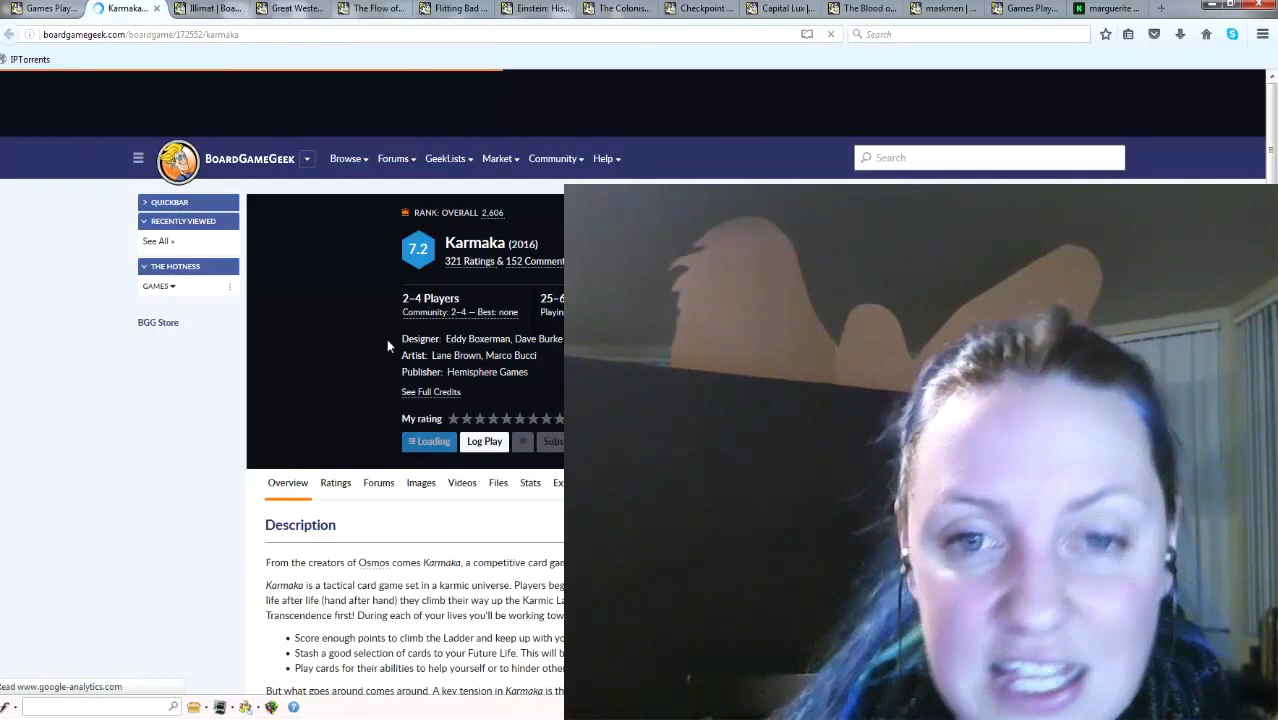 Games Play...
Karmaka...
Illimat | Boa...
Great Weste...
The Flow of...
Flitting Bad ...
Einstein: His...
The Colonis...
Checkpoint ...
Capital Lux |...
The Blood o...
maskmen | ...
Games Play...
marguerite ...
boardgamegeek.com/boardgame/172552/karmaka
Search
IPTorrents
BOARDGAMEGEEK
Browse
Forums
GeekLists
Market
Community
Help
Search
QUICKBAR
RECENTLY VIEWED
See All »
THE HOTNESS
GAMES
BGG Store
RANK: OVERALL 2,606
7.2
Karmaka (2016)
321 Ratings & 152 Comment
2–4 Players
25–6
Community: 2–4 — Best: none
Playin
Designer: Eddy Boxerman, Dave Burke
Artist: Lane Brown, Marco Bucci
Publisher: Hemisphere Games
See Full Credits
My rating
Loading
Log Play
Subs
Overview
Ratings
Forums
Images
Videos
Files
Stats
Ex
Description
From the creators of Osmos comes Karmaka, a competitive card gam
Karmaka is a tactical card game set in a karmic universe. Players beg
life after life (hand after hand) they climb their way up the Karmic La
Transcendence first! During each of your lives you'll be working tow
• Score enough points to climb the Ladder and keep up with yo
• Stash a good selection of cards to your Future Life. This will b
• Play cards for their abilities to help yourself or to hinder othe
But what goes around comes around. A key tension in Karmaka is th
Read www.google-analytics.com